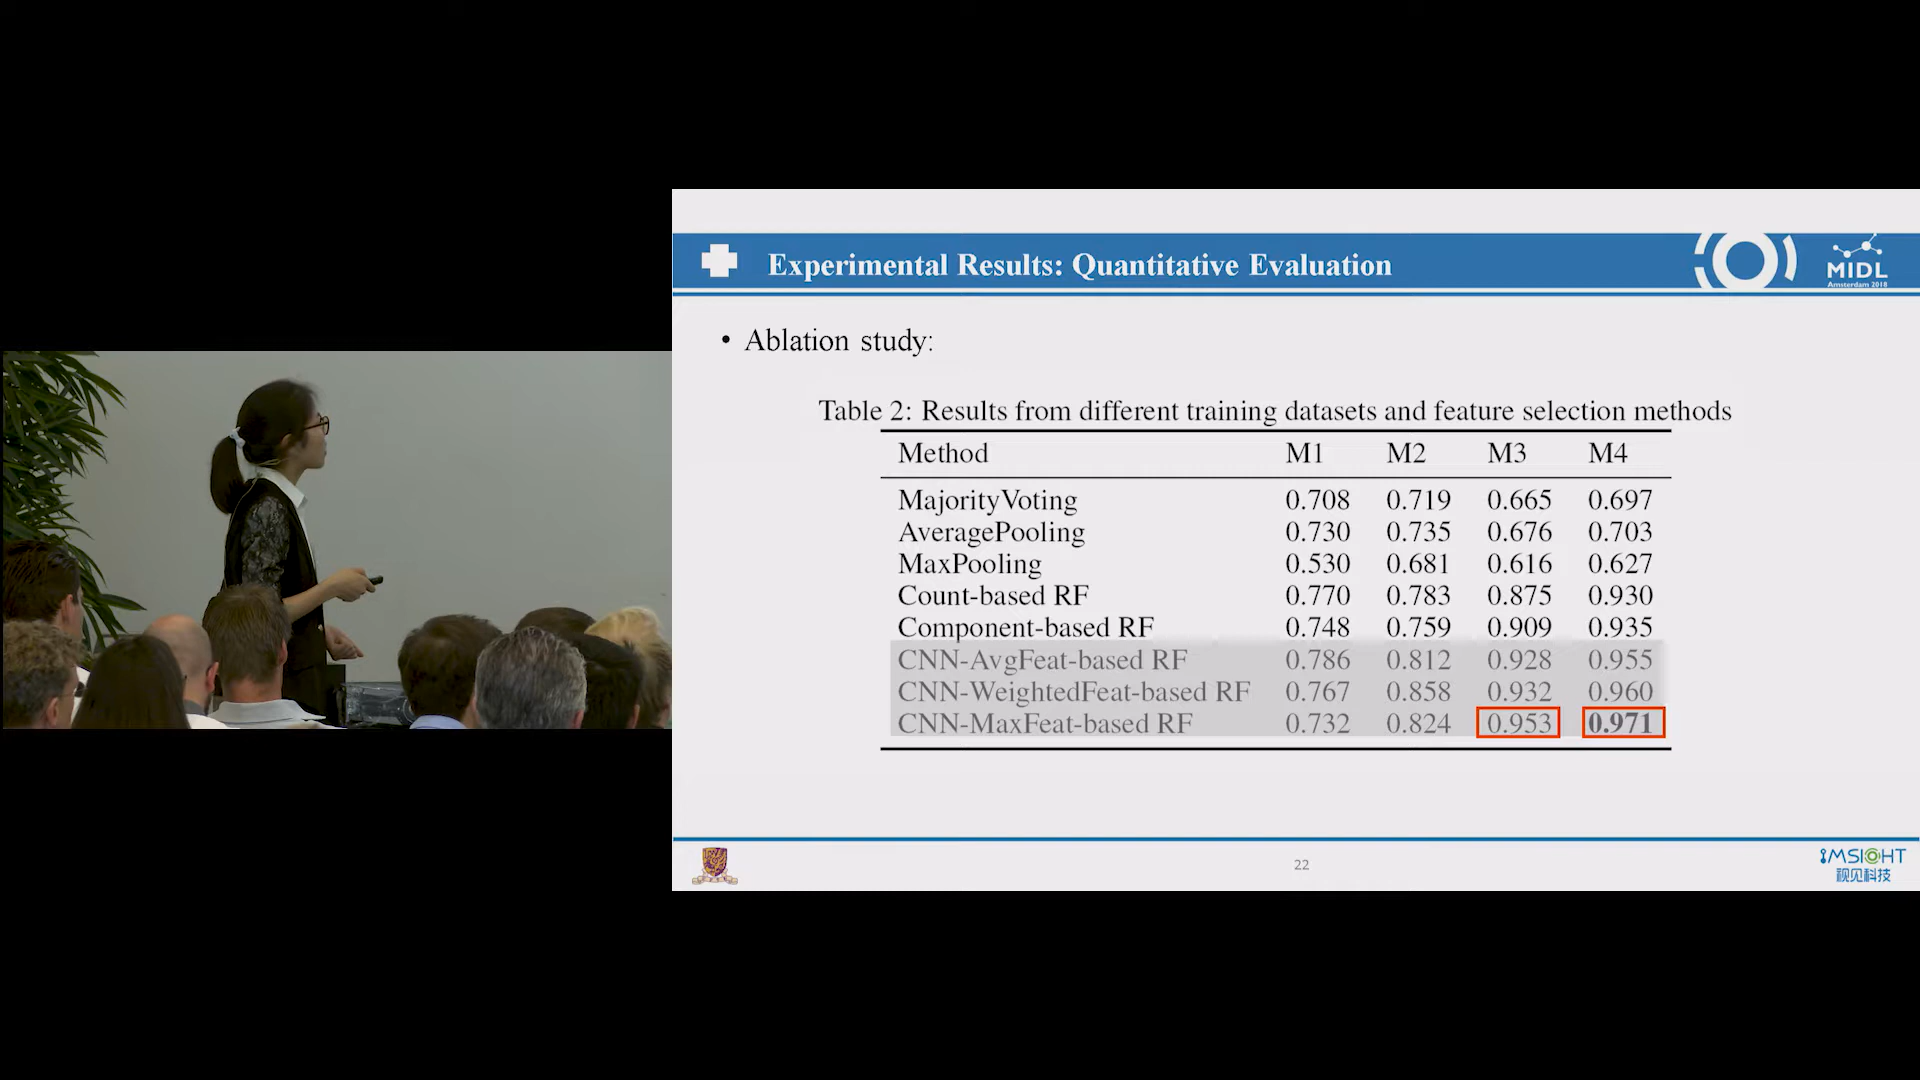 Experimental Results: Quantitative Evaluation
MIDL
Amsterdam 2018
• Ablation study:
Table 2: Results from different training datasets and feature selection methods
Method M1 M2 M3 M4
MajorityVoting 0.708 0.719 0.665 0.697
AveragePooling 0.730 0.735 0.676 0.703
MaxPooling 0.530 0.681 0.616 0.627
Count-based RF 0.770 0.783 0.875 0.930
Component-based RF 0.748 0.759 0.909 0.935
CNN-AvgFeat-based RF 0.786 0.812 0.928 0.955
CNN-WeightedFeat-based RF 0.767 0.858 0.932 0.960
CNN-MaxFeat-based RF 0.732 0.824 0.953 0.971
22
iMSIGHT
视见科技